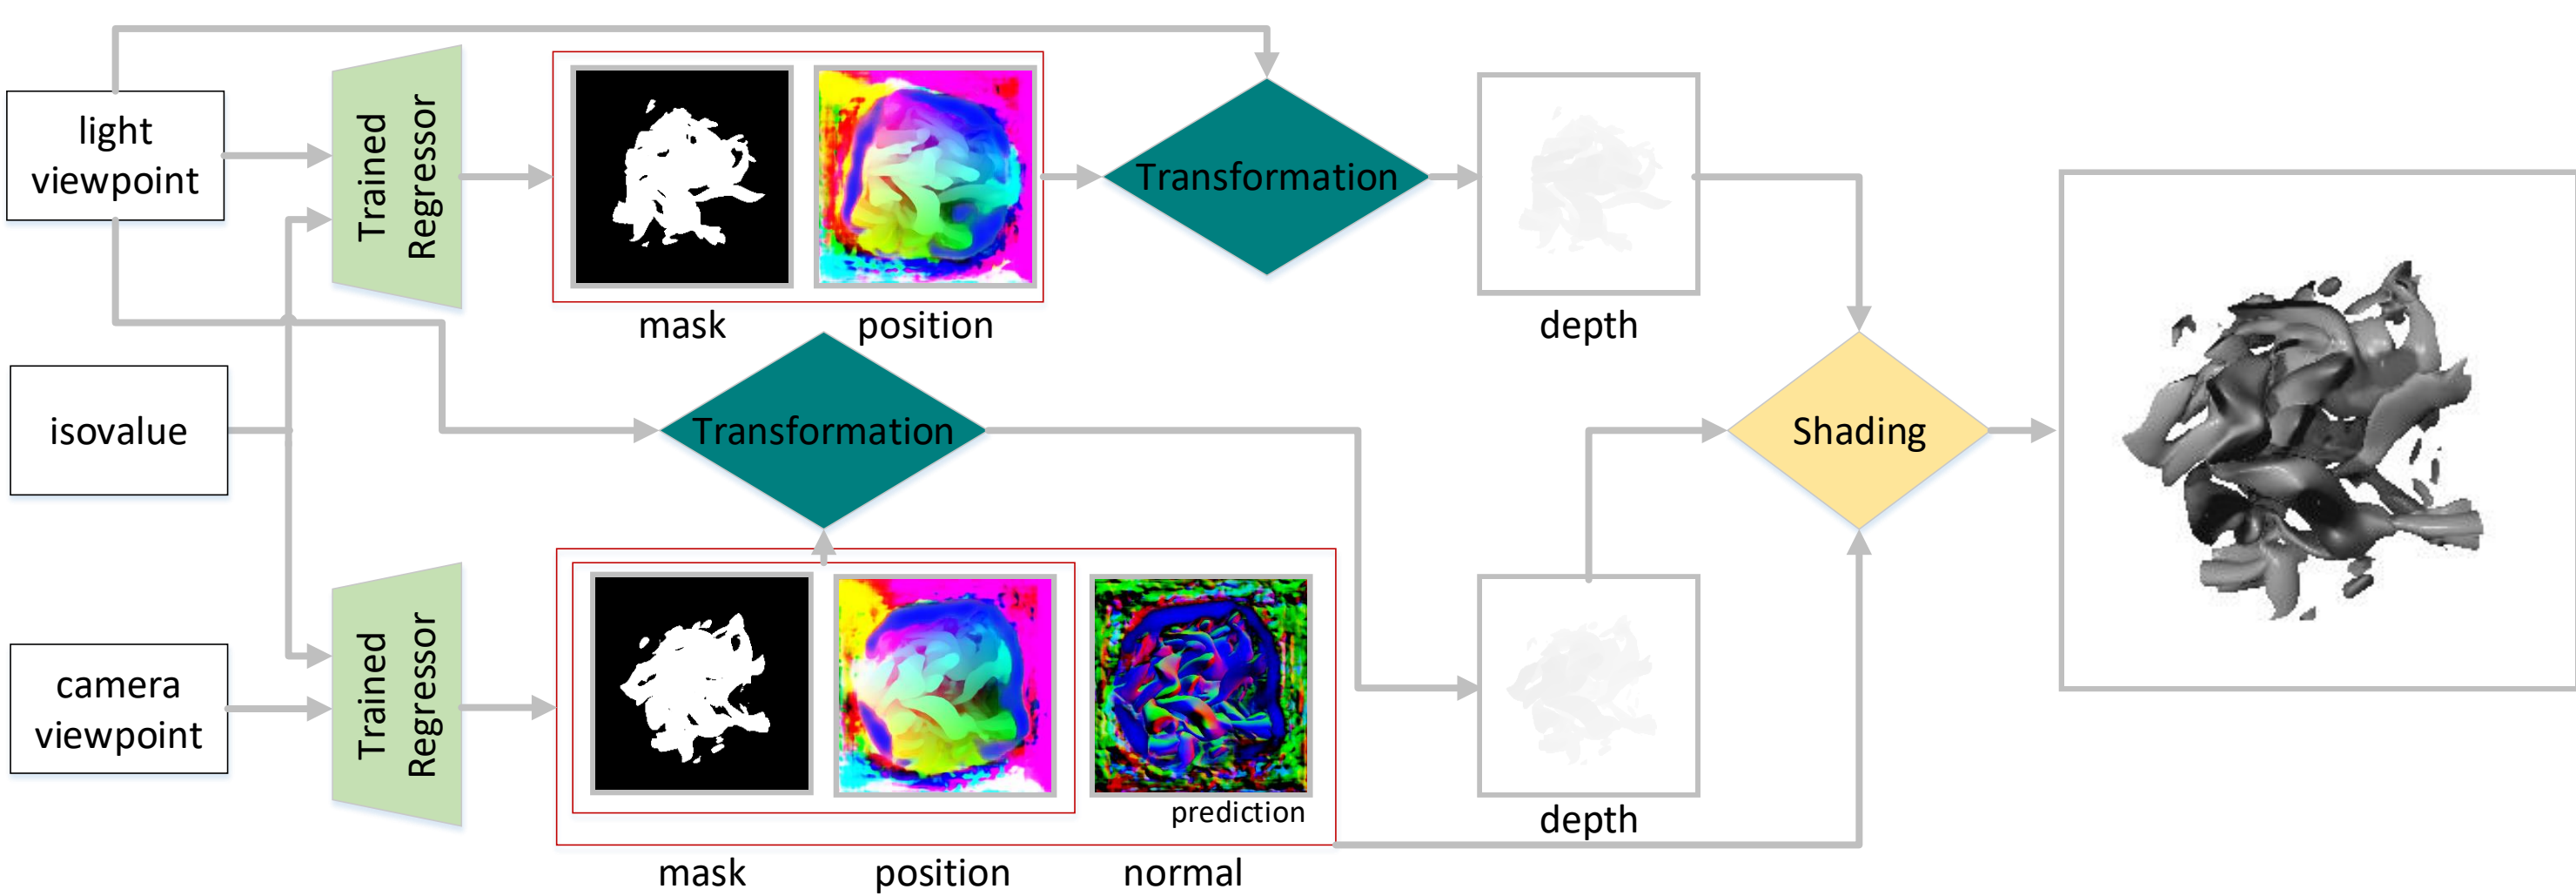 light
viewpoint
Trained
Regressor
mask
position
Transformation
depth
isovalue
Transformation
Shading
camera
viewpoint
Trained
Regressor
prediction
mask
position
normal
depth